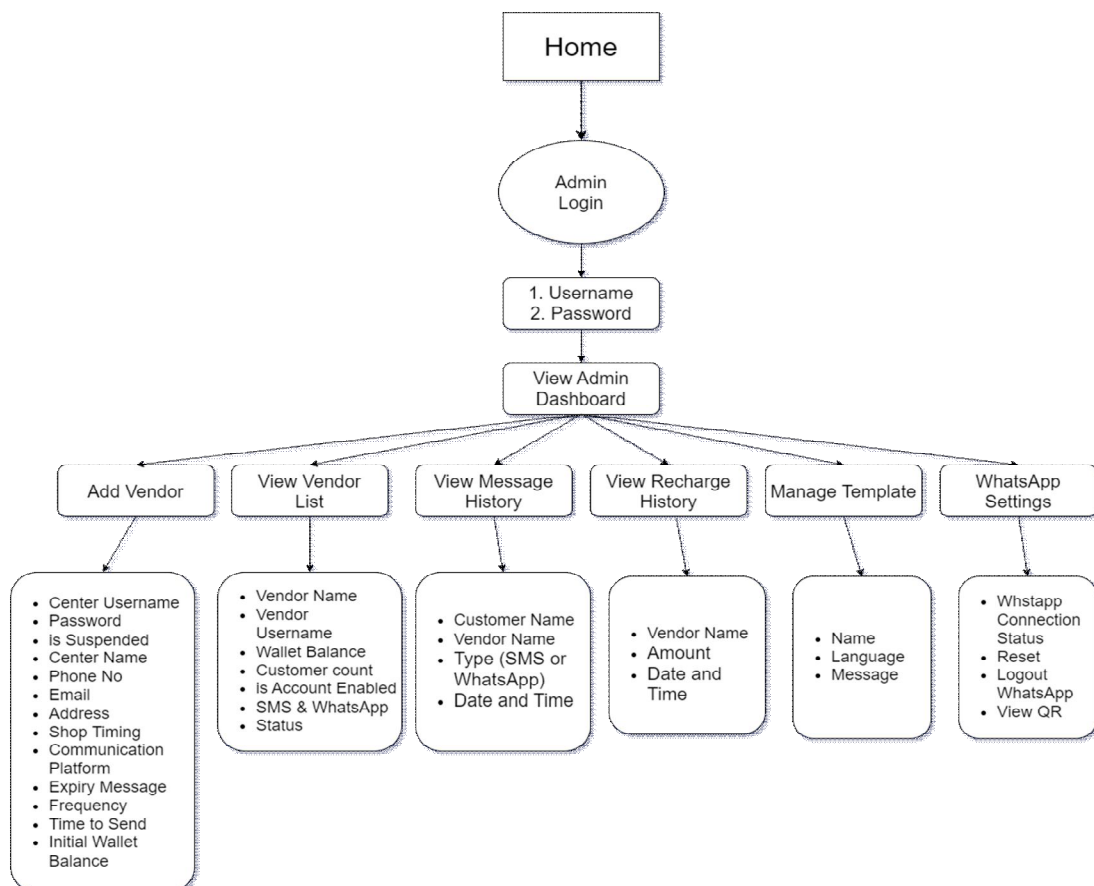 Home
Admin
Login
1. Username
2. Password
View Admin
Dashboard
Add Vendor
View Vendor
List
View Message
History
View Recharge
History
Manage Template
WhatsApp
Settings
• Center Username
• Password
• is Suspended
• Center Name
• Phone No
• Email
• Address
• Shop Timing
• Communication
Platform
• Expiry Message
• Frequency
• Time to Send
• Initial Wallet
Balance
• Vendor Name
• Vendor
Username
• Wallet Balance
• Customer count
• is Account Enabled
• SMS & WhatsApp
• Status
• Customer Name
• Vendor Name
• Type (SMS or
WhatsApp)
• Date and Time
• Vendor Name
• Amount
• Date and
Time
• Name
• Language
• Message
• Whstapp
Connection
Status
• Reset
• Logout
WhatsApp
• View QR